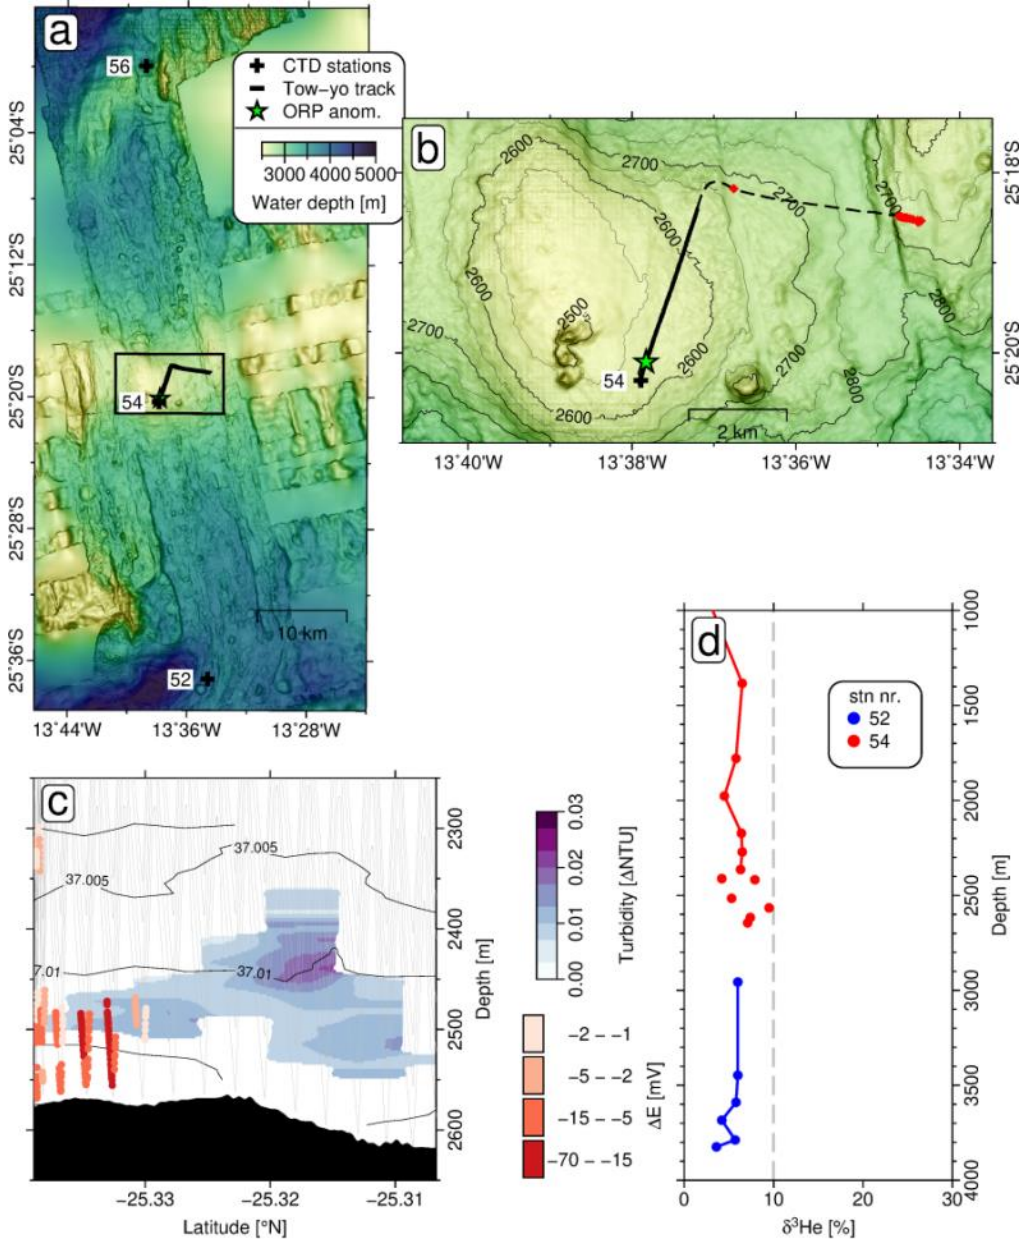 a
56
CTD stations
Tow-yo track
ORP anom.
3000 4000 5000
Water depth [m]
25°04'S
25°12'S
25°20'S
25°28'S
25°36'S
54
10 km
52
13°44'W 13°36'W 13°28'W
b
2600
2700
2700
2700
2600
2600
2500
2700
2600
2700
2800
2800
2600
54
2 km
25°18'S
25°20'S
13°40'W 13°38'W 13°36'W 13°34'W
c
37.005
37.005
7.01
37.01
2300
2400
2500
2600
Depth [m]
−25.33 −25.32 −25.31
Latitude [°N]
0.03
0.02
0.01
0.00
Turbidity [ΔNTU]
-2 – -1
-5 – -2
-15 – -5
-70 – -15
ΔE [mV]
d
stn nr.
52
54
1000
1500
2000
2500
3000
3500
4000
Depth [m]
0 10 20 30
δ³He [%]